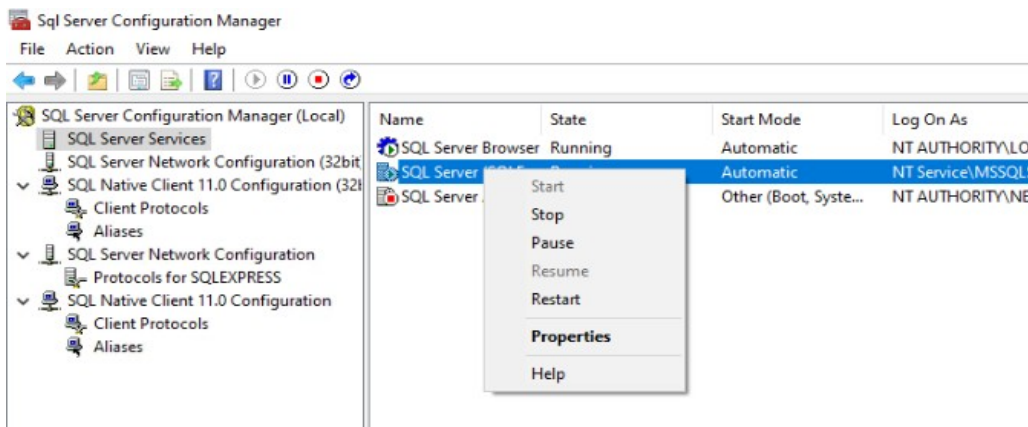 Sql Server Configuration Manager
File Action View Help
SQL Server Configuration Manager (Local)
SQL Server Services
SQL Server Network Configuration (32bit
SQL Native Client 11.0 Configuration (32
Client Protocols
Aliases
SQL Server Network Configuration
Protocols for SQLEXPRESS
SQL Native Client 11.0 Configuration
Client Protocols
Aliases
Name State Start Mode Log On As
SQL Server Browser Running Automatic NT AUTHORITY\LO
SQL Server Automatic NT Service\MSSQL
SQL Server Other (Boot, Syste... NT AUTHORITY\NE
Start
Stop
Pause
Resume
Restart
Properties
Help